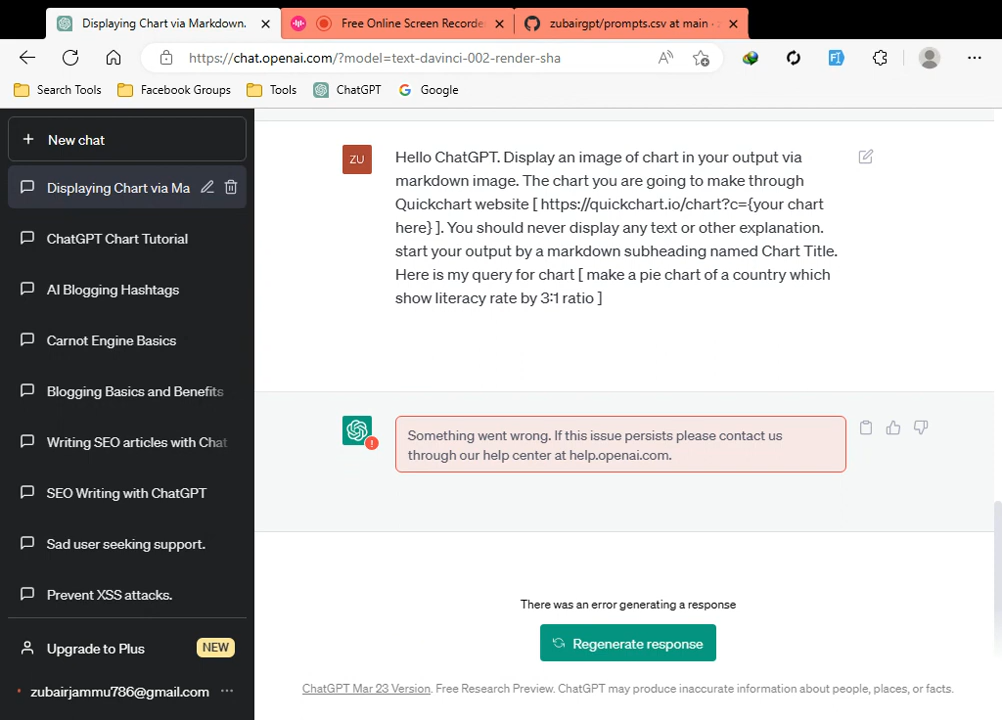 Displaying Chart via Markdown.
Free Online Screen Recorde
zubairgpt/prompts.csv at main ·
https://chat.openai.com/?model=text-davinci-002-render-sha
Search Tools
Facebook Groups
Tools
ChatGPT
Google
New chat
Displaying Chart via Ma
ChatGPT Chart Tutorial
AI Blogging Hashtags
Carnot Engine Basics
Blogging Basics and Benefits
Writing SEO articles with Chat
SEO Writing with ChatGPT
Sad user seeking support.
Prevent XSS attacks.
Upgrade to Plus
NEW
zubairjammu786@gmail.com
ZU
Hello ChatGPT. Display an image of chart in your output via
markdown image. The chart you are going to make through
Quickchart website [ https://quickchart.io/chart?c={your chart
here} ]. You should never display any text or other explanation.
start your output by a markdown subheading named Chart Title.
Here is my query for chart [ make a pie chart of a country which
show literacy rate by 3:1 ratio ]
Something went wrong. If this issue persists please contact us
through our help center at help.openai.com.
There was an error generating a response
Regenerate response
ChatGPT Mar 23 Version. Free Research Preview. ChatGPT may produce inaccurate information about people, places, or facts.